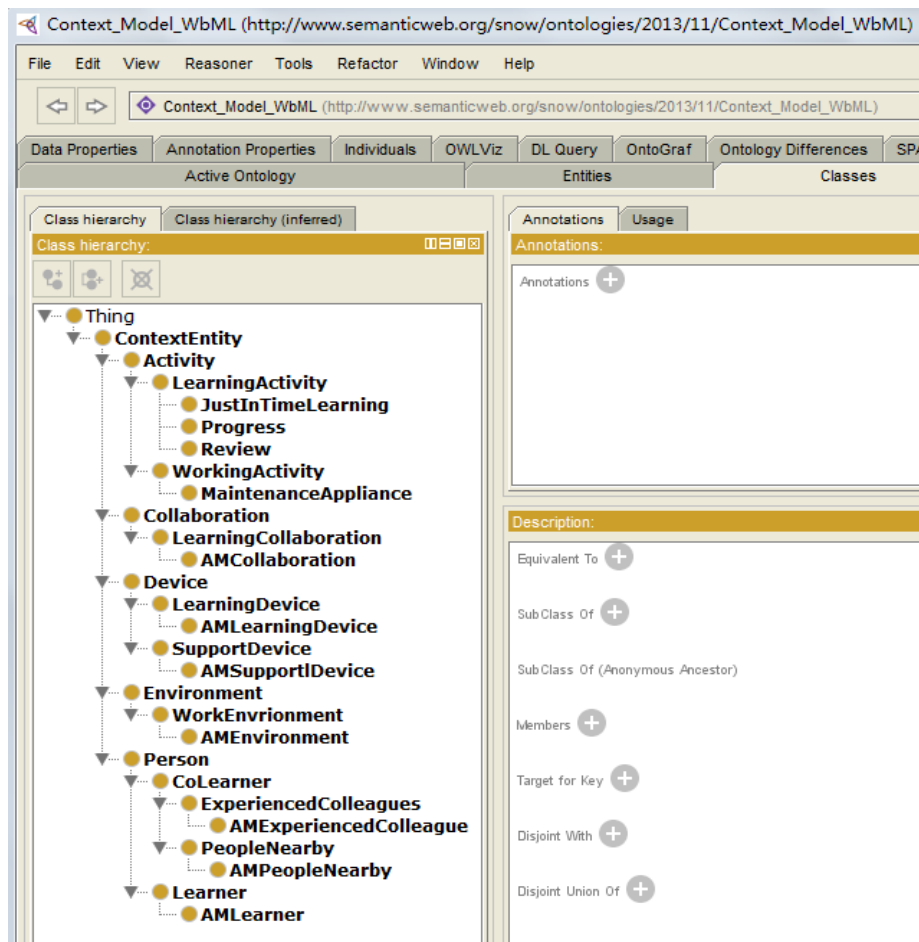 Context_Model_WbML (http://www.semanticweb.org/snow/ontologies/2013/11/Context_Model_WbML)
File Edit View Reasoner Tools Refactor Window Help
Context_Model_WbML (http://www.semanticweb.org/snow/ontologies/2013/11/Context_Model_WbML)
Data Properties Annotation Properties Individuals OWLViz DL Query OntoGraf Ontology Differences SPA
Active Ontology Entities Classes
Class hierarchy Class hierarchy (inferred)
Class hierarchy:
Thing
ContextEntity
Activity
LearningActivity
JustInTimeLearning
Progress
Review
WorkingActivity
MaintenanceAppliance
Collaboration
LearningCollaboration
AMCollaboration
Device
LearningDevice
AMLearningDevice
SupportDevice
AMSupportlDevice
Environment
WorkEnvrionment
AMEnvironment
Person
CoLearner
ExperiencedColleagues
AMExperiencedColleague
PeopleNearby
AMPeopleNearby
Learner
AMLearner
Annotations Usage
Annotations:
Annotations
Description:
Equivalent To
SubClass Of
SubClass Of (Anonymous Ancestor)
Members
Target for Key
Disjoint With
Disjoint Union Of